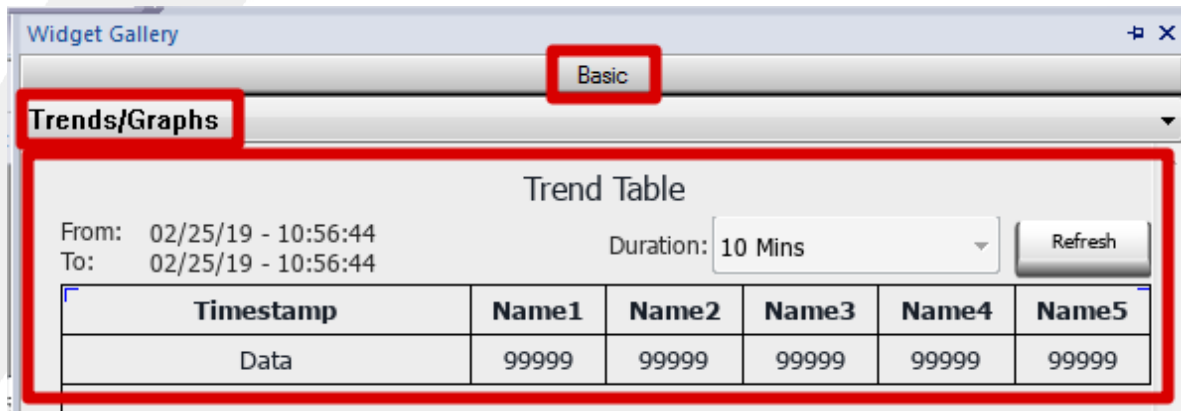 Widget Gallery
Basic
Trends/Graphs
Trend Table
From: 02/25/19 - 10:56:44
To: 02/25/19 - 10:56:44
Duration: 10 Mins
Refresh
Timestamp Name1 Name2 Name3 Name4 Name5
Data 99999 99999 99999 99999 99999